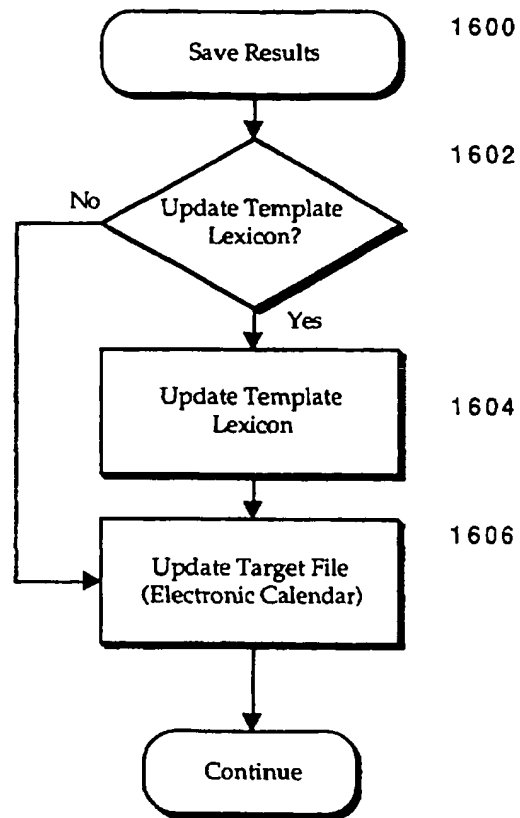 1600
Save Results
1602
No
Update Template
Lexicon?
Yes
Update Template
Lexicon
1604
1606
Update Target File
(Electronic Calendar)
Continue